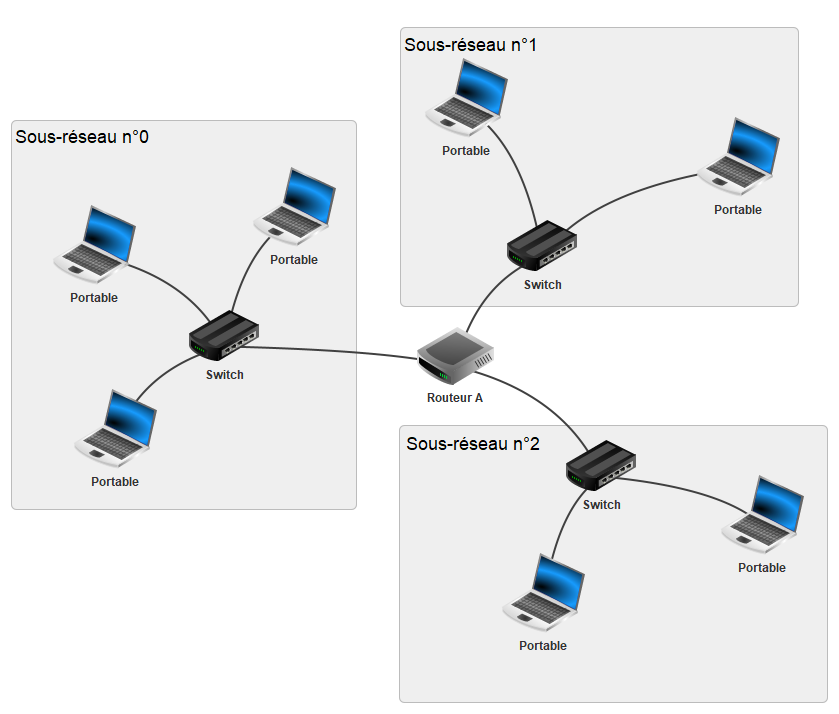 Sous-réseau n°1
Portable
Portable
Switch
Sous-réseau n°0
Portable
Portable
Switch
Portable
Routeur A
Sous-réseau n°2
Switch
Portable
Portable